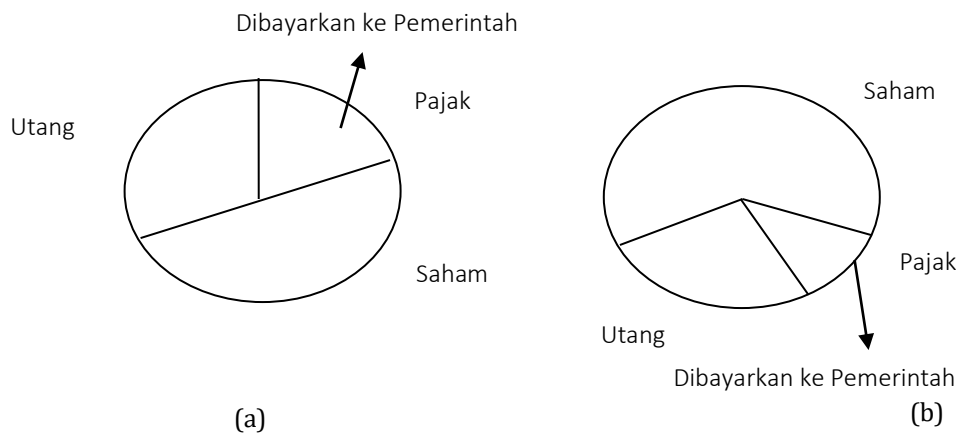 Dibayarkan ke Pemerintah
Pajak
Utang
Saham
(a)
Saham
Pajak
Utang
Dibayarkan ke Pemerintah
(b)